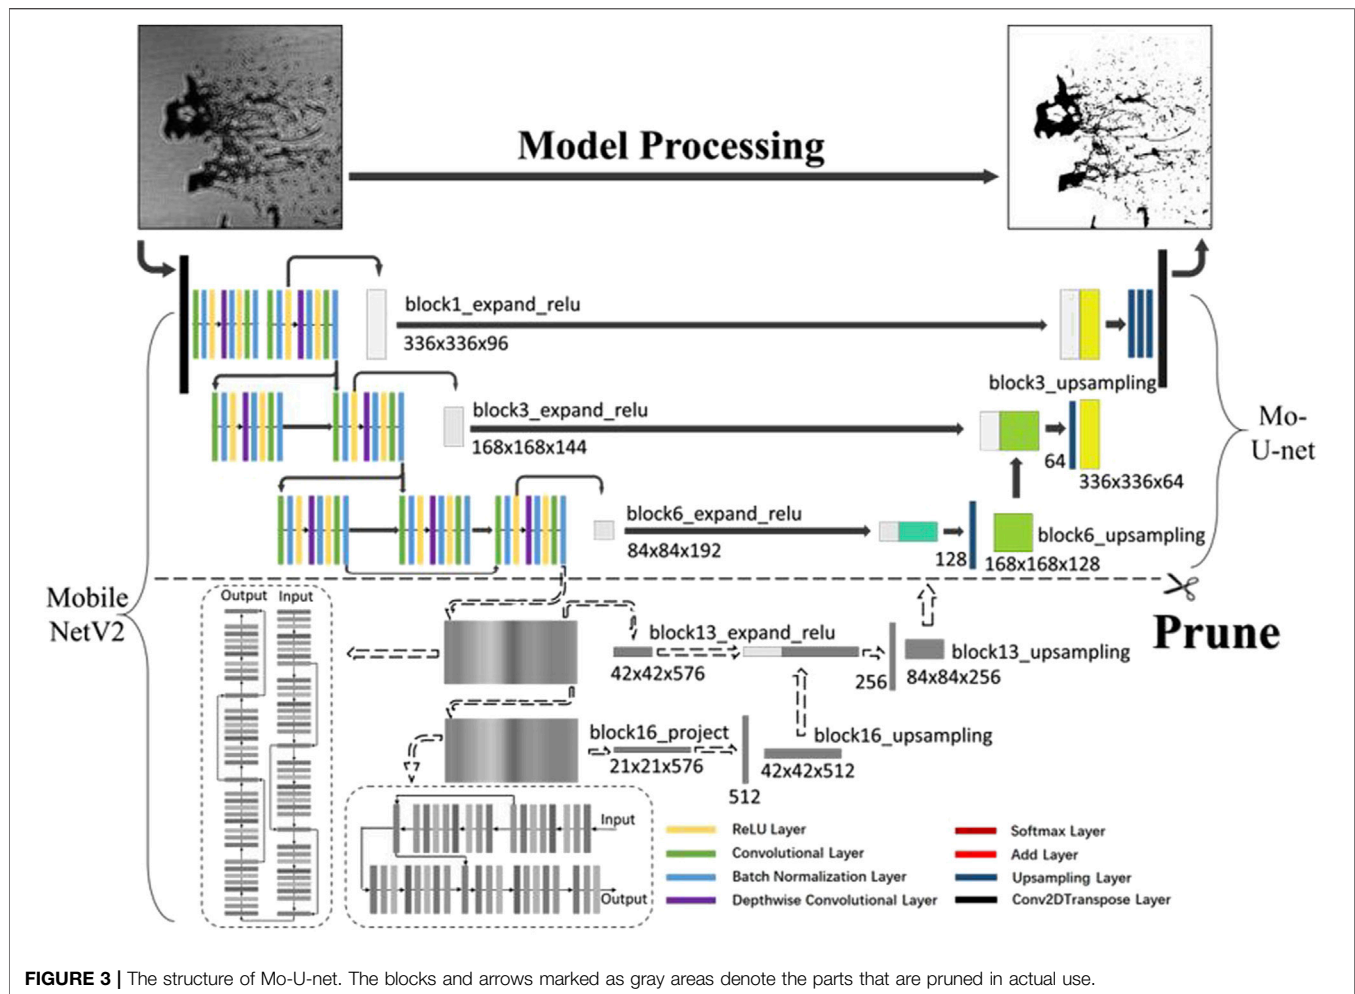 Model Processing
block1_expand_relu
336x336x96
block3_upsampling
block3_expand_relu
168x168x144
64
336x336x64
Mo-
U-net
block6_expand_relu
84x84x192
128
block6_upsampling
168x168x128
Mobile
NetV2
Output
Input
Prune
block13_expand_relu
42x42x576
256
block13_upsampling
84x84x256
block16_project
21x21x576
512
block16_upsampling
42x42x512
Input
Output
ReLU Layer
Convolutional Layer
Batch Normalization Layer
Depthwise Convolutional Layer
Softmax Layer
Add Layer
Upsampling Layer
Conv2DTranspose Layer
FIGURE 3 | The structure of Mo-U-net. The blocks and arrows marked as gray areas denote the parts that are pruned in actual use.